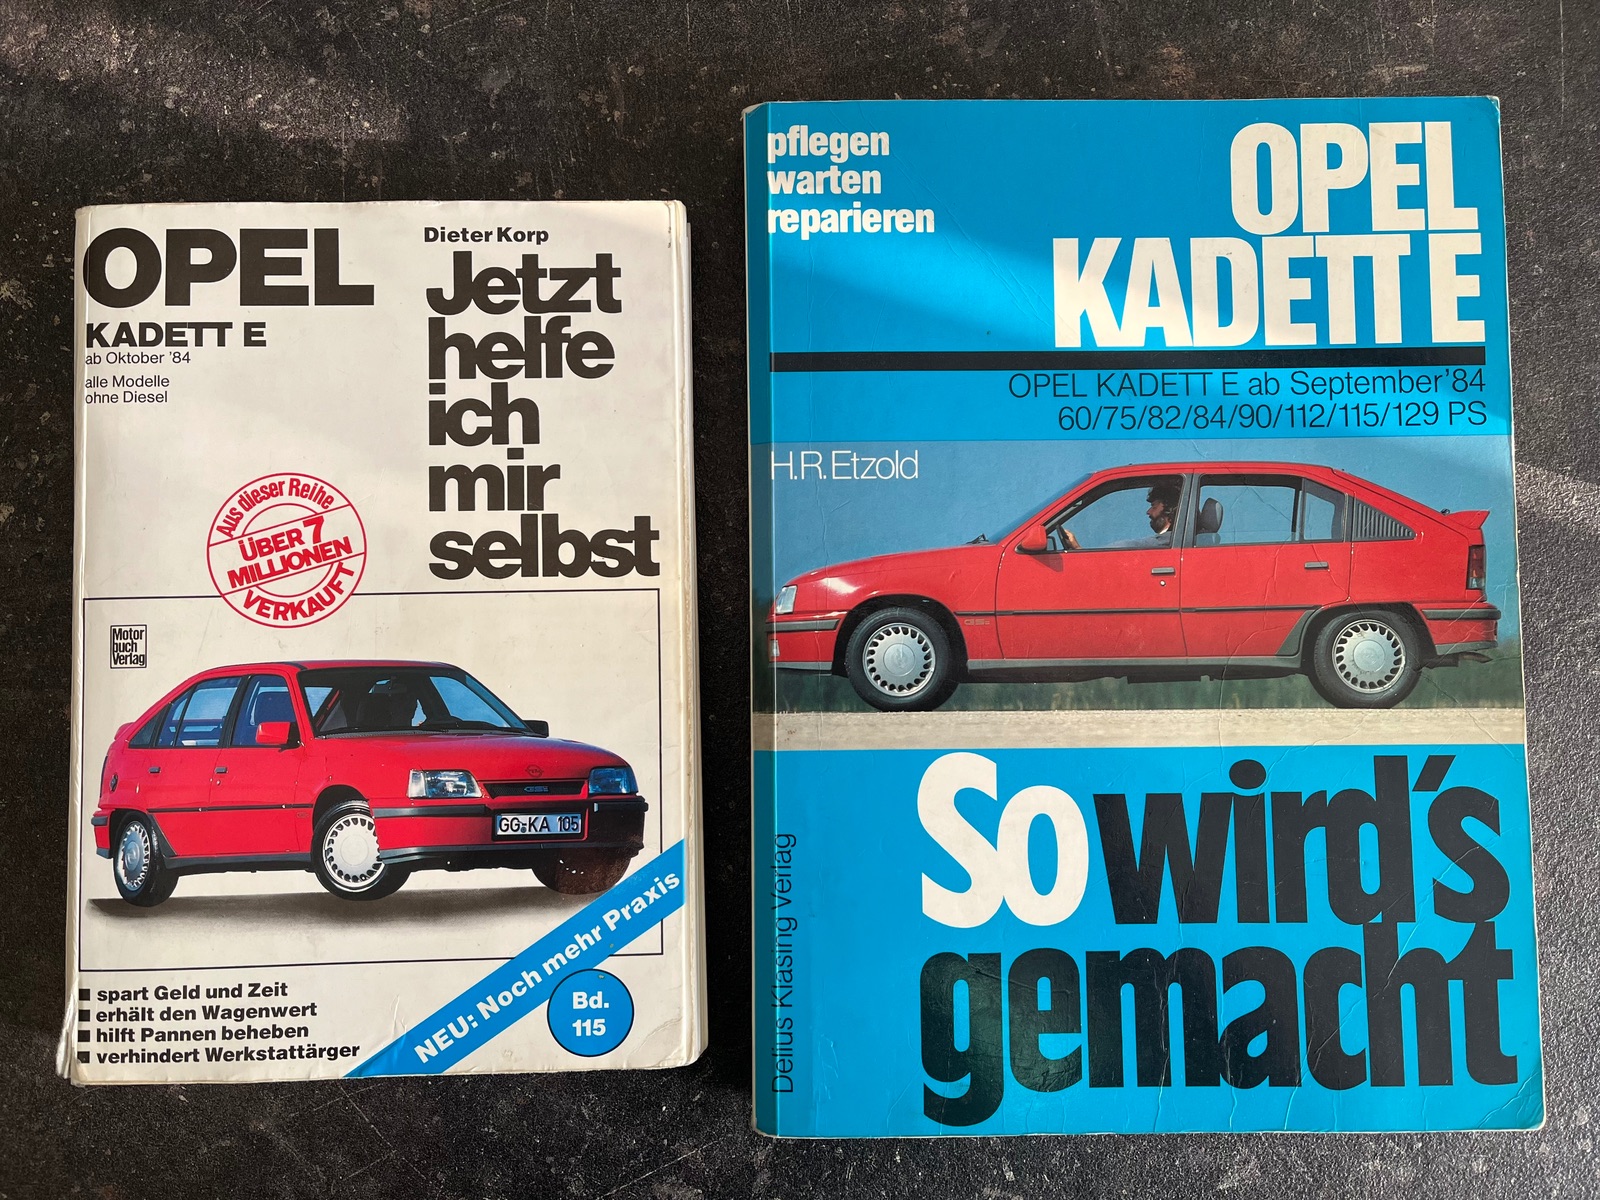 OPEL
KADETT E
ab Oktober '84
alle Modelle
ohne Diesel
Dieter Korp
Jetzt
helfe
ich
mir
selbst
Aus dieser Reihe
ÜBER 7
MILLIONEN
VERKAUFT
Motor
buch
Verlag
GSi
GG-KA 105
spart Geld und Zeit
erhält den Wagenwert
hilft Pannen beheben
verhindert Werkstattärger
NEU: Noch mehr Praxis
Bd.
115
pflegen
warten
reparieren
OPEL
KADETT E
OPEL KADETT E ab September '84
60/75/82/84/90/112/115/129 PS
H.R. Etzold
GSi
So wird's
gemacht
Delius Klasing Verlag